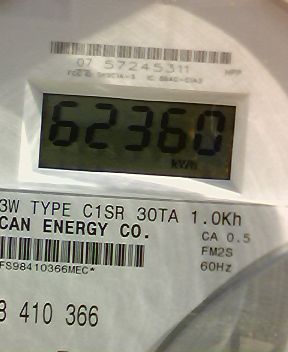 07 57245311
62360
kWh
3W TYPE C1SR 30TA 1.0Kh
CAN ENERGY CO.
CA 0.5
FM2S
60Hz
FS98410366MEC*
8 410 366